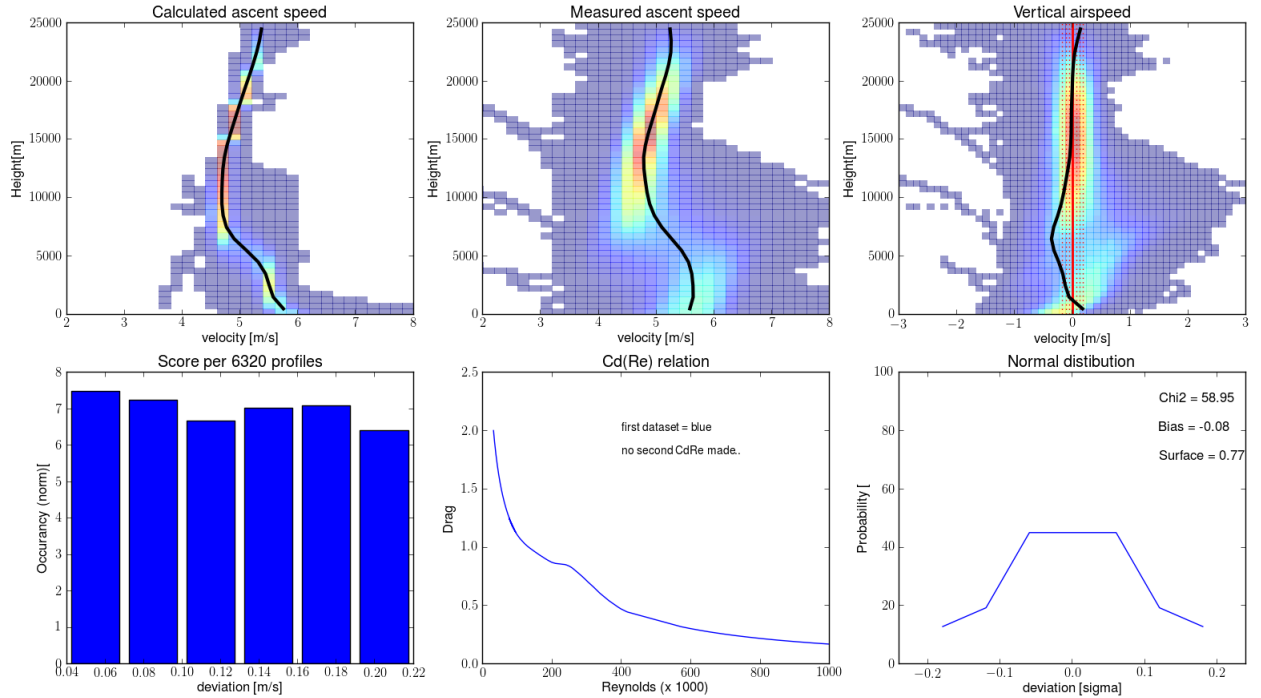 Calculated ascent speed
25000
20000
15000
10000
5000
0
Height[m]
2 3 4 5 6 7 8
velocity [m/s]
Measured ascent speed
25000
20000
15000
10000
5000
0
Height[m]
2 3 4 5 6 7 8
velocity [m/s]
Vertical airspeed
25000
20000
15000
10000
5000
0
Height[m]
−3 −2 −1 0 1 2 3
velocity [m/s]
Score per 6320 profiles
8
7
6
5
4
3
2
1
0
Occurancy (norm)[
0.04 0.06 0.08 0.10 0.12 0.14 0.16 0.18 0.20 0.22
deviation [m/s]
Cd(Re) relation
2.5
2.0
1.5
1.0
0.5
0.0
Drag
first dataset = blue
no second CdRe made..
0 200 400 600 800 1000
Reynolds (x 1000)
Normal distibution
100
80
60
40
20
0
Probability [
Chi2 = 58.95
Bias = -0.08
Surface = 0.77
−0.2 −0.1 0.0 0.1 0.2
deviation [sigma]